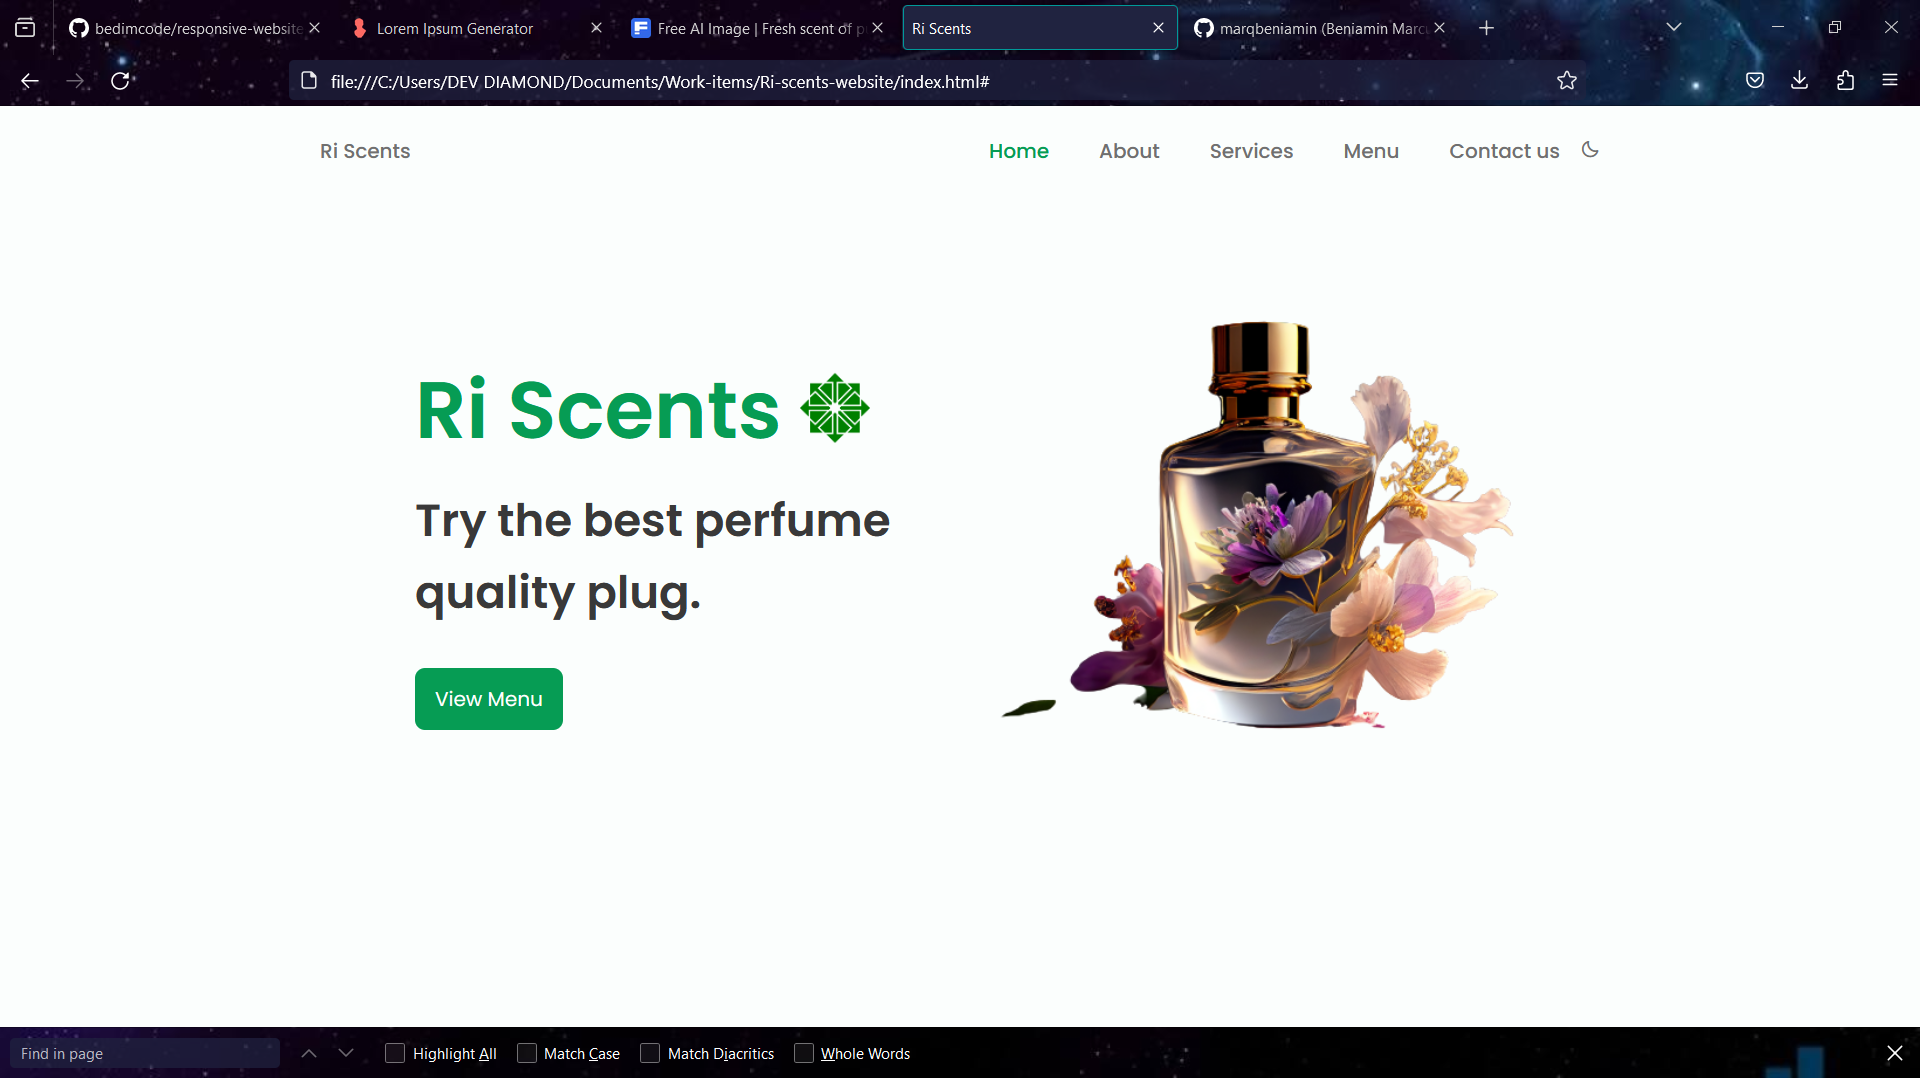 bedimcode/responsive-website
Lorem Ipsum Generator
Free AI Image | Fresh scent of p
Ri Scents
marqbeniamin (Beniamin Marcu
file:///C:/Users/DEV DIAMOND/Documents/Work-items/Ri-scents-website/index.html#
Ri Scents
Home
About
Services
Menu
Contact us
Ri Scents
Try the best perfume
quality plug.
View Menu
Find in page
Highlight All
Match Case
Match Diacritics
Whole Words